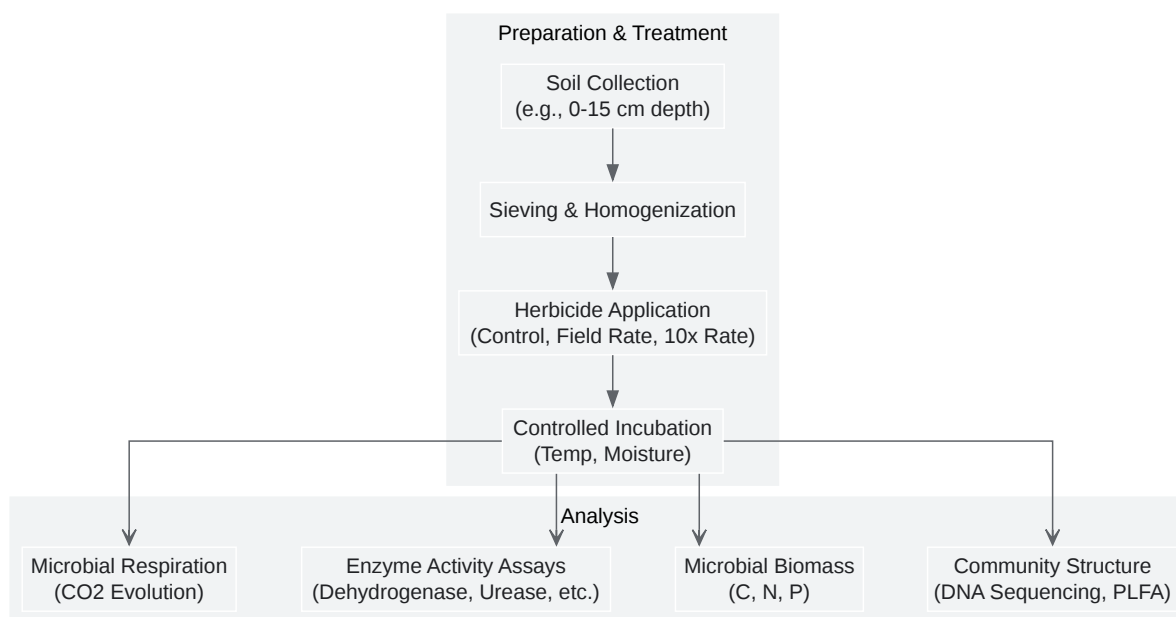 Preparation & Treatment
Soil Collection
(e.g., 0-15 cm depth)
Sieving & Homogenization
Herbicide Application
(Control, Field Rate, 10x Rate)
Controlled Incubation
(Temp, Moisture)
Analysis
Microbial Respiration
(CO2 Evolution)
Enzyme Activity Assays
(Dehydrogenase, Urease, etc.)
Microbial Biomass
(C, N, P)
Community Structure
(DNA Sequencing, PLFA)